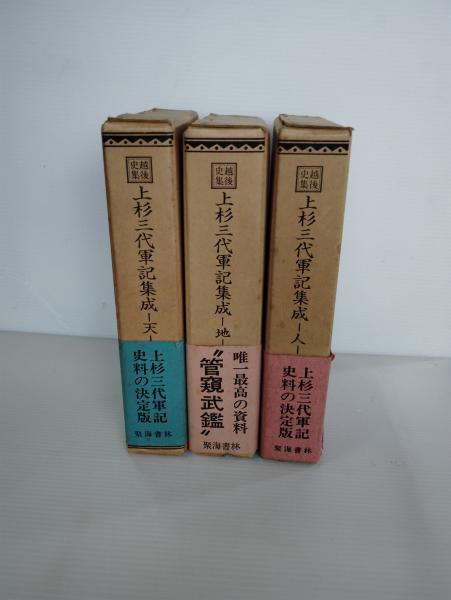 越後
史集
上杉三代軍記集成-天-
上杉三代軍記
史料の決定版
聚海書林
越後
史集
上杉三代軍記集成-地-
唯一最高の資料
〝管窺武鑑〟
聚海書林
越後
史集
上杉三代軍記集成-人-
上杉三代軍記
史料の決定版
聚海書林